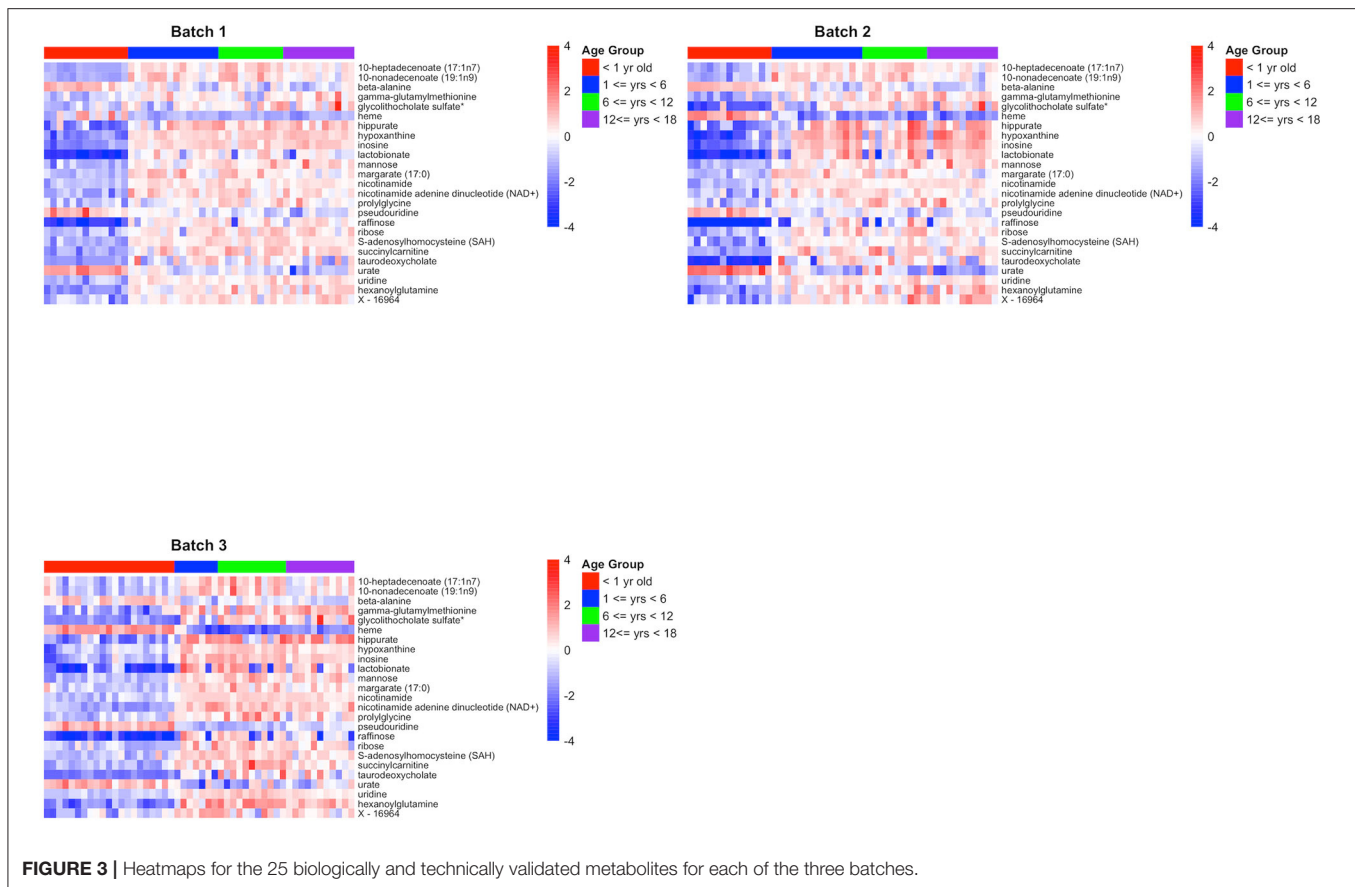 Batch 1
10-heptadecenoate (17:1n7)
10-nonadecenoate (19:1n9)
beta-alanine
gamma-glutamylmethionine
glycolithocholate sulfate*
heme
hippurate
hypoxanthine
inosine
lactobionate
mannose
margarate (17:0)
nicotinamide
nicotinamide adenine dinucleotide (NAD+)
prolylglycine
pseudouridine
raffinose
ribose
S-adenosylhomocysteine (SAH)
succinylcarnitine
taurodeoxycholate
urate
uridine
hexanoylglutamine
X - 16964
4
2
0
-2
-4
Age Group
< 1 yr old
1 <= yrs < 6
6 <= yrs < 12
12<= yrs < 18
Batch 2
10-heptadecenoate (17:1n7)
10-nonadecenoate (19:1n9)
beta-alanine
gamma-glutamylmethionine
glycolithocholate sulfate*
heme
hippurate
hypoxanthine
inosine
lactobionate
mannose
margarate (17:0)
nicotinamide
nicotinamide adenine dinucleotide (NAD+)
prolylglycine
pseudouridine
raffinose
ribose
S-adenosylhomocysteine (SAH)
succinylcarnitine
taurodeoxycholate
urate
uridine
hexanoylglutamine
X - 16964
4
2
0
-2
-4
Age Group
< 1 yr old
1 <= yrs < 6
6 <= yrs < 12
12<= yrs < 18
Batch 3
10-heptadecenoate (17:1n7)
10-nonadecenoate (19:1n9)
beta-alanine
gamma-glutamylmethionine
glycolithocholate sulfate*
heme
hippurate
hypoxanthine
inosine
lactobionate
mannose
margarate (17:0)
nicotinamide
nicotinamide adenine dinucleotide (NAD+)
prolylglycine
pseudouridine
raffinose
ribose
S-adenosylhomocysteine (SAH)
succinylcarnitine
taurodeoxycholate
urate
uridine
hexanoylglutamine
X - 16964
4
2
0
-2
-4
Age Group
< 1 yr old
1 <= yrs < 6
6 <= yrs < 12
12<= yrs < 18
FIGURE 3 | Heatmaps for the 25 biologically and technically validated metabolites for each of the three batches.